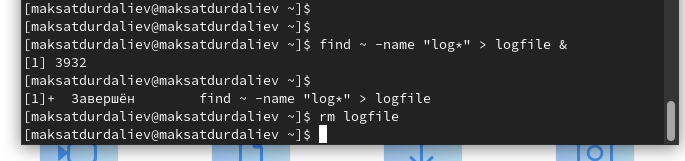 [maksatdurdaliev@maksatdurdaliev ~]$
[maksatdurdaliev@maksatdurdaliev ~]$
[maksatdurdaliev@maksatdurdaliev ~]$ find ~ -name "log*" > logfile &
[1] 3932
[maksatdurdaliev@maksatdurdaliev ~]$
[1]+  Завершён        find ~ -name "log*" > logfile
[maksatdurdaliev@maksatdurdaliev ~]$ rm logfile
[maksatdurdaliev@maksatdurdaliev ~]$